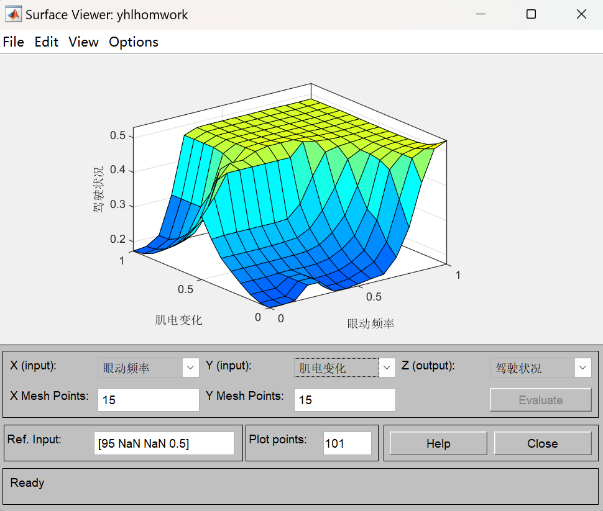 Surface Viewer: yhlhomwork
File Edit View Options
0.5
0.4
0.3
0.2
驾驶状况
1
0.5
0
肌电变化
0
0.5
1
眼动频率
X (input): 眼动频率 Y (input): 肌电变化 Z (output): 驾驶状况
X Mesh Points: 15 Y Mesh Points: 15 Evaluate
Ref. Input: [95 NaN NaN 0.5] Plot points: 101 Help Close
Ready